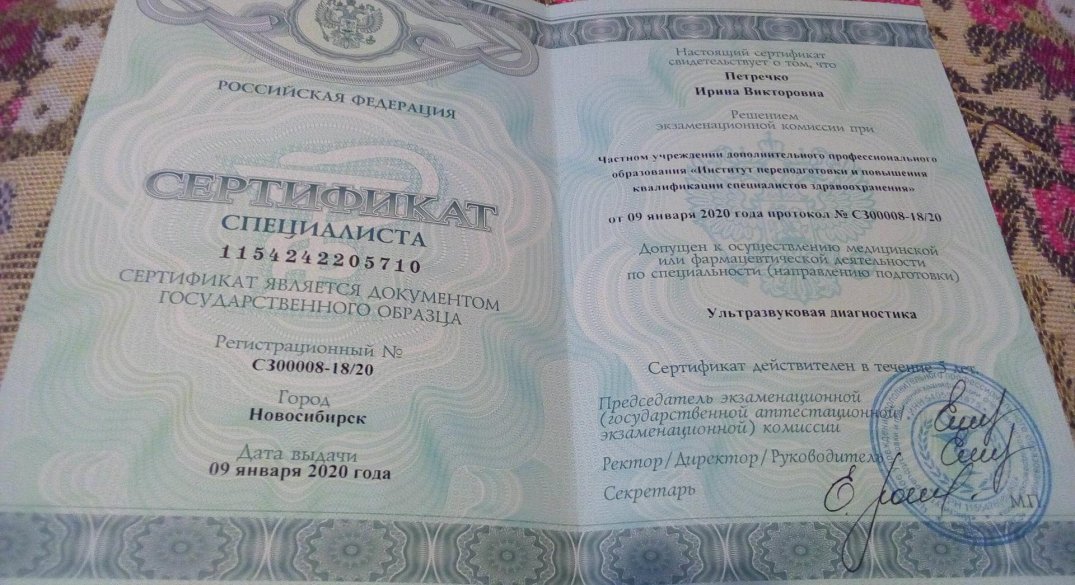 РОССИЙСКАЯ ФЕДЕРАЦИЯ
СЕРТИФИКАТ
СПЕЦИАЛИСТА
1154242205710
СЕРТИФИКАТ ЯВЛЯЕТСЯ ДОКУМЕНТОМ
ГОСУДАРСТВЕННОГО ОБРАЗЦА
Регистрационный №
С30008-18/20
Город
Новосибирск
Дата выдачи
09 января 2020 года
Настоящий сертификат
свидетельствует о том, что
Петречко
Ирина Викторовна
Решением
экзаменационной комиссии при
Частном учреждении дополнительного профессионального
образования «Институт переподготовки и повышения
квалификации специалистов здравоохранения»
от 09 января 2020 года протокол № С30008-18/20
Допущен к осуществлению медицинской
или фармацевтической деятельности
по специальности (направлению подготовки)
Ультразвуковая диагностика
Сертификат действителен в течение 5 лет.
Председатель экзаменационной
(государственной аттестационной/
экзаменационной) комиссии
Ректор/Директор/Руководитель
Секретарь
М.П